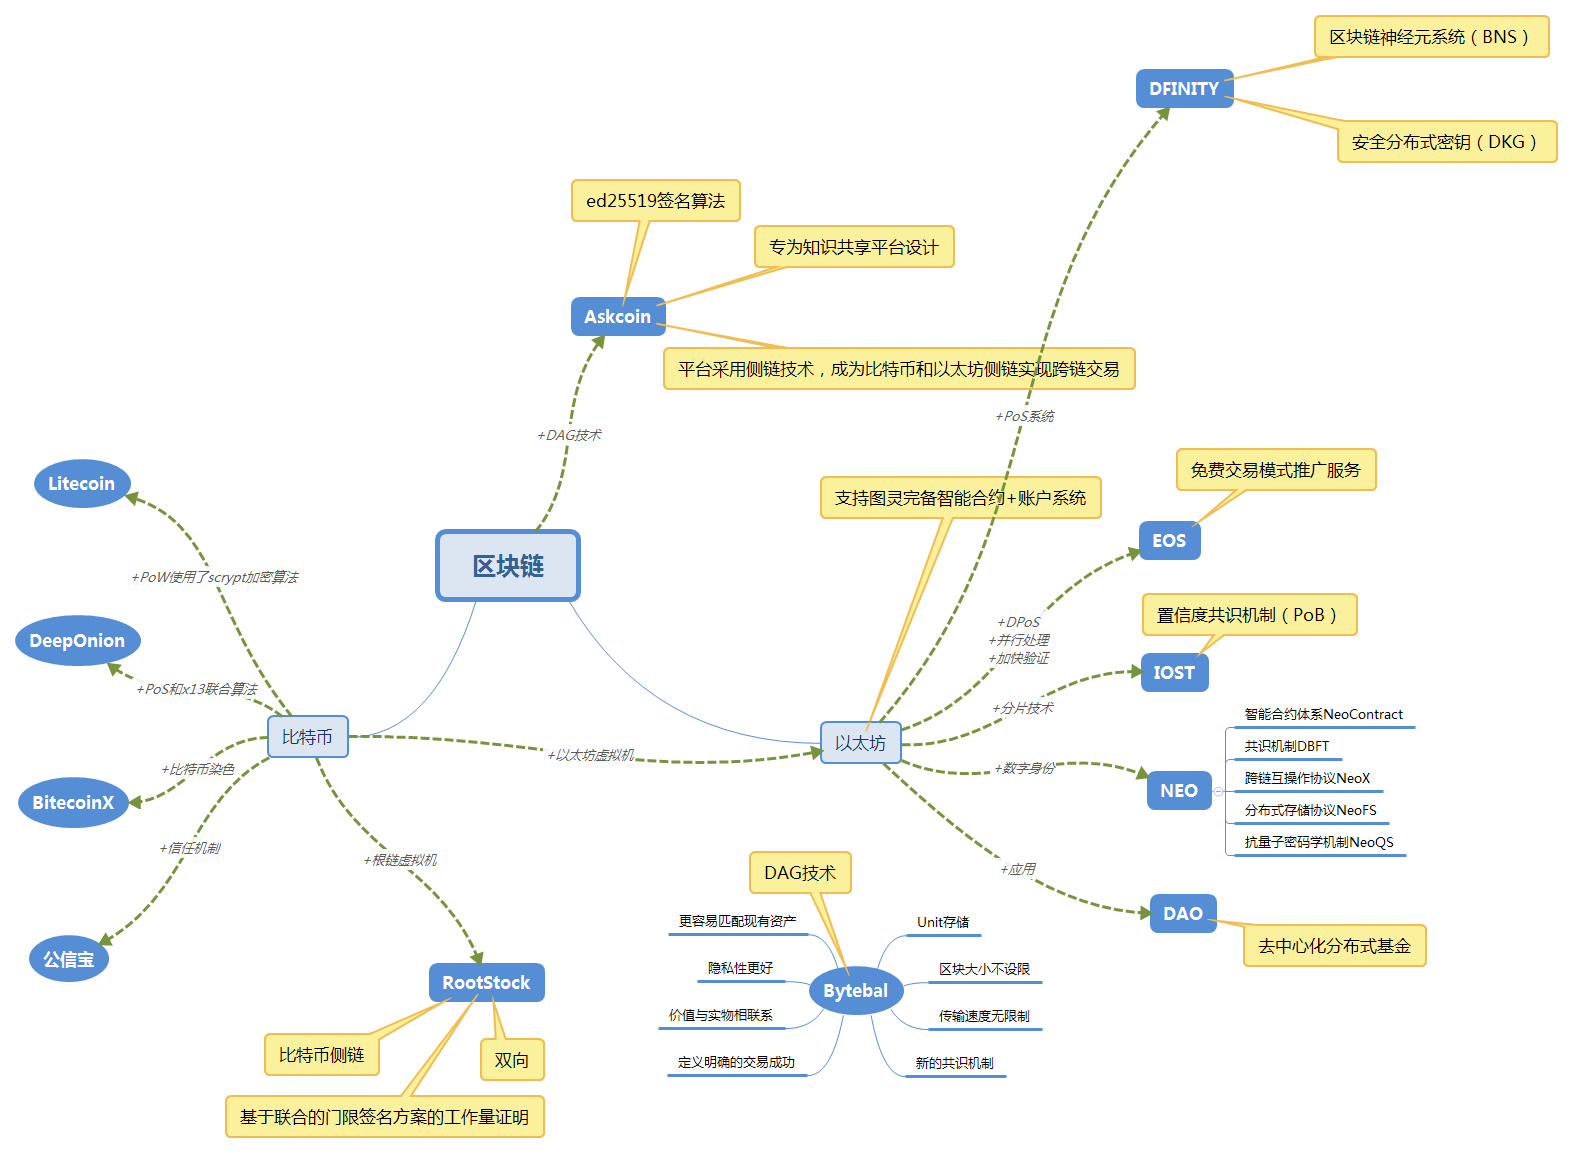 区块链神经元系统（BNS）
DFINITY
安全分布式密钥（DKG）
ed25519签名算法
专为知识共享平台设计
Askcoin
平台采用侧链技术，成为比特币和以太坊侧链实现跨链交易
+PoS系统
+DAG技术
Litecoin
支持图灵完备智能合约+账户系统
免费交易模式推广服务
EOS
区块链
+PoW使用了scrypt加密算法
+DPoS
+并行处理
+加快验证
置信度共识机制（PoB）
DeepOnion
IOST
+PoS和x13联合算法
+分片技术
比特币
以太坊
+以太坊虚拟机
+比特币染色
+数字身份
智能合约体系NeoContract
共识机制DBFT
NEO
跨链互操作协议NeoX
分布式存储协议NeoFS
抗量子密码学机制NeoQS
BitecoinX
+信任机制
+根链虚拟机
+应用
DAG技术
DAO
去中心化分布式基金
更容易匹配现有资产
Unit存储
公信宝
隐私性更好
区块大小不设限
RootStock
Bytebal
价值与实物相联系
传输速度无限制
比特币侧链
双向
定义明确的交易成功
新的共识机制
基于联合的门限签名方案的工作量证明